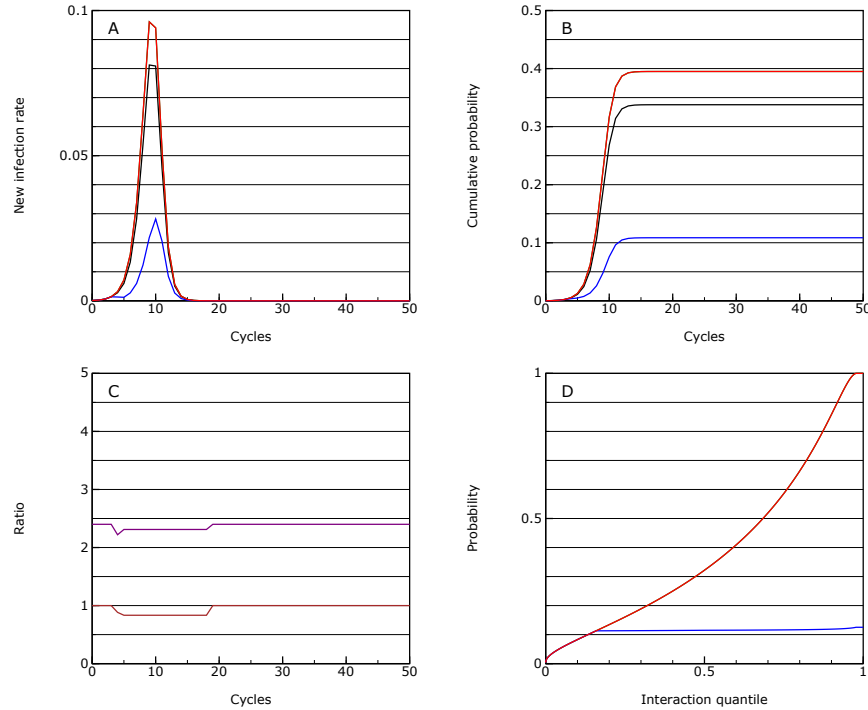 A
0.1
0.05
0
New infection rate
0 10 20 30 40 50
Cycles
B
0.5
0.4
0.3
0.2
0.1
0
Cumulative probability
0 10 20 30 40 50
Cycles
C
5
4
3
2
1
0
Ratio
0 10 20 30 40 50
Cycles
D
1
0.5
0
Probability
0 0.5 1
Interaction quantile